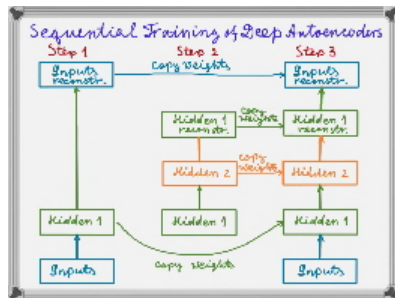 Sequential Training of Deep Autoencoders
Step 1
Step 2
Step 3
Inputs
reconstr.
copy weights
Inputs
reconstr.
Hidden 1
reconstr.
copy
weights
Hidden 1
reconstr.
Hidden 2
copy
weights
Hidden 2
Hidden 1
Hidden 1
Hidden 1
copy weights
Inputs
Inputs